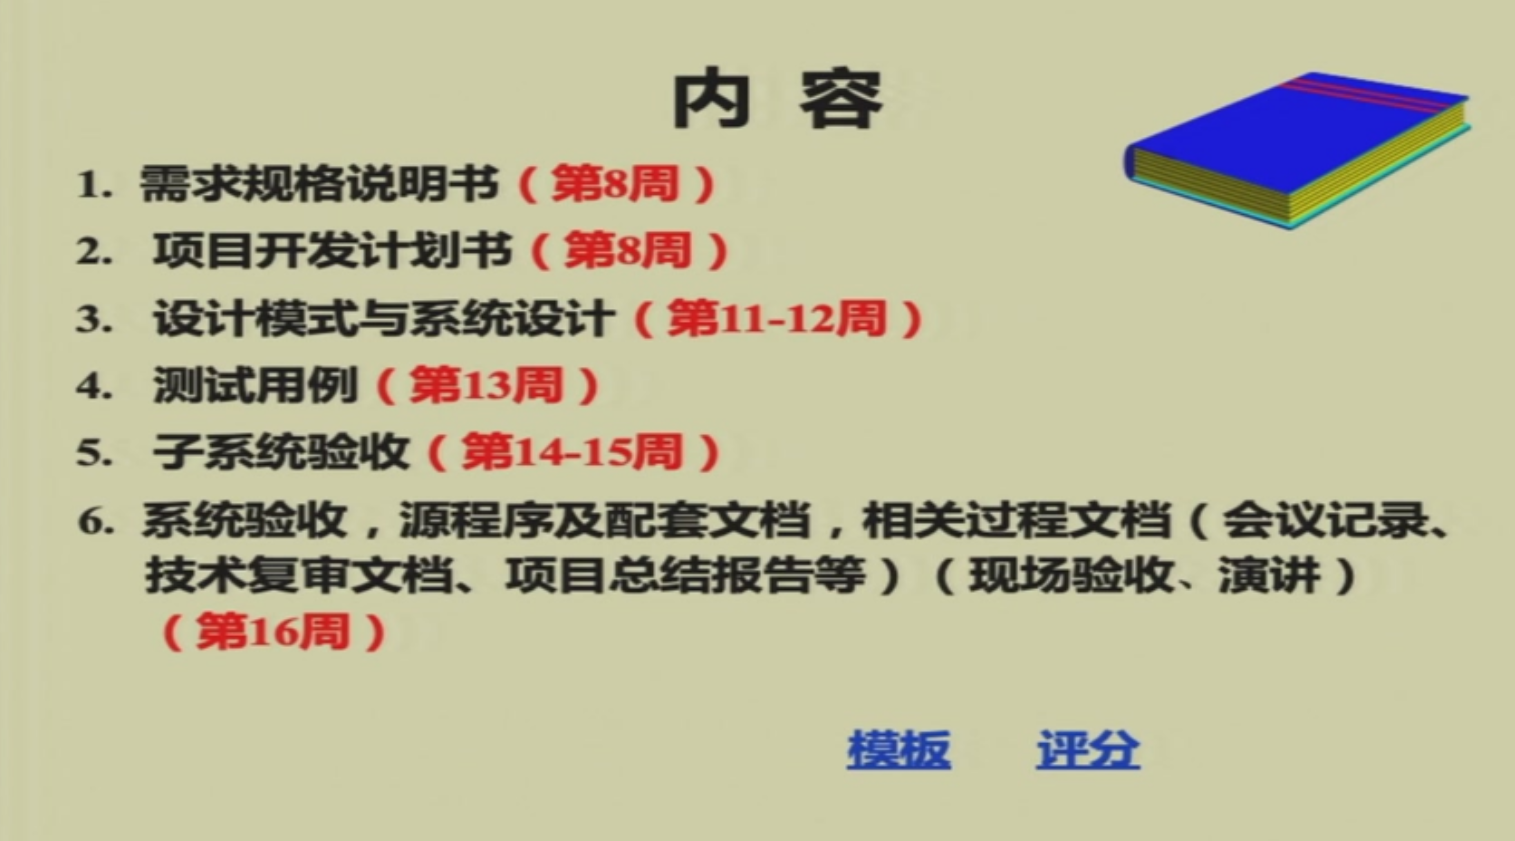 内 容
1. 需求规格说明书（第8周）
2. 项目开发计划书（第8周）
3. 设计模式与系统设计（第11-12周）
4. 测试用例（第13周）
5. 子系统验收（第14-15周）
6. 系统验收，源程序及配套文档，相关过程文档（会议记录、
技术复审文档、项目总结报告等）（现场验收、演讲）
（第16周）
模板 评分